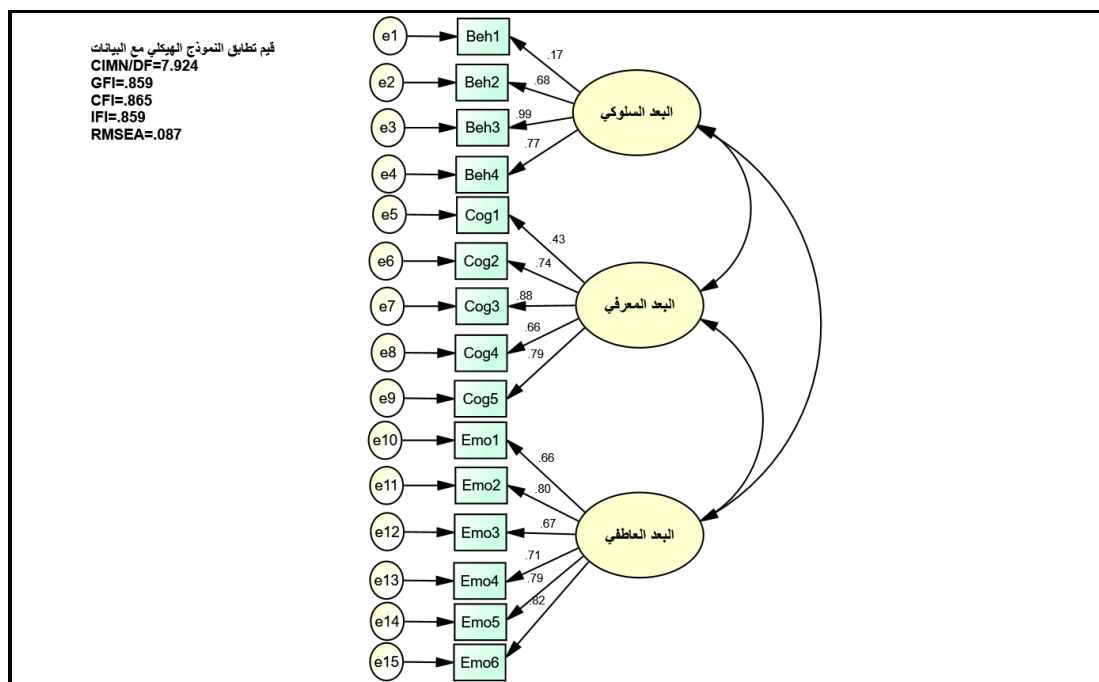 قيم تطابق النموذج الهيكلي مع البيانات
CIMN/DF=7.924
GFI=.859
CFI=.865
IFI=.859
RMSEA=.087
e1 Beh1
.17
e2 Beh2
.68
البعد السلوكي
e3 Beh3
.99
.77
e4 Beh4
e5 Cog1
.43
e6 Cog2
.74
e7 Cog3
.88
البعد المعرفي
.66
e8 Cog4
.79
e9 Cog5
e10 Emo1
.66
e11 Emo2
.80
e12 Emo3
.67
البعد العاطفي
.71
e13 Emo4
.79
.82
e14 Emo5
e15 Emo6